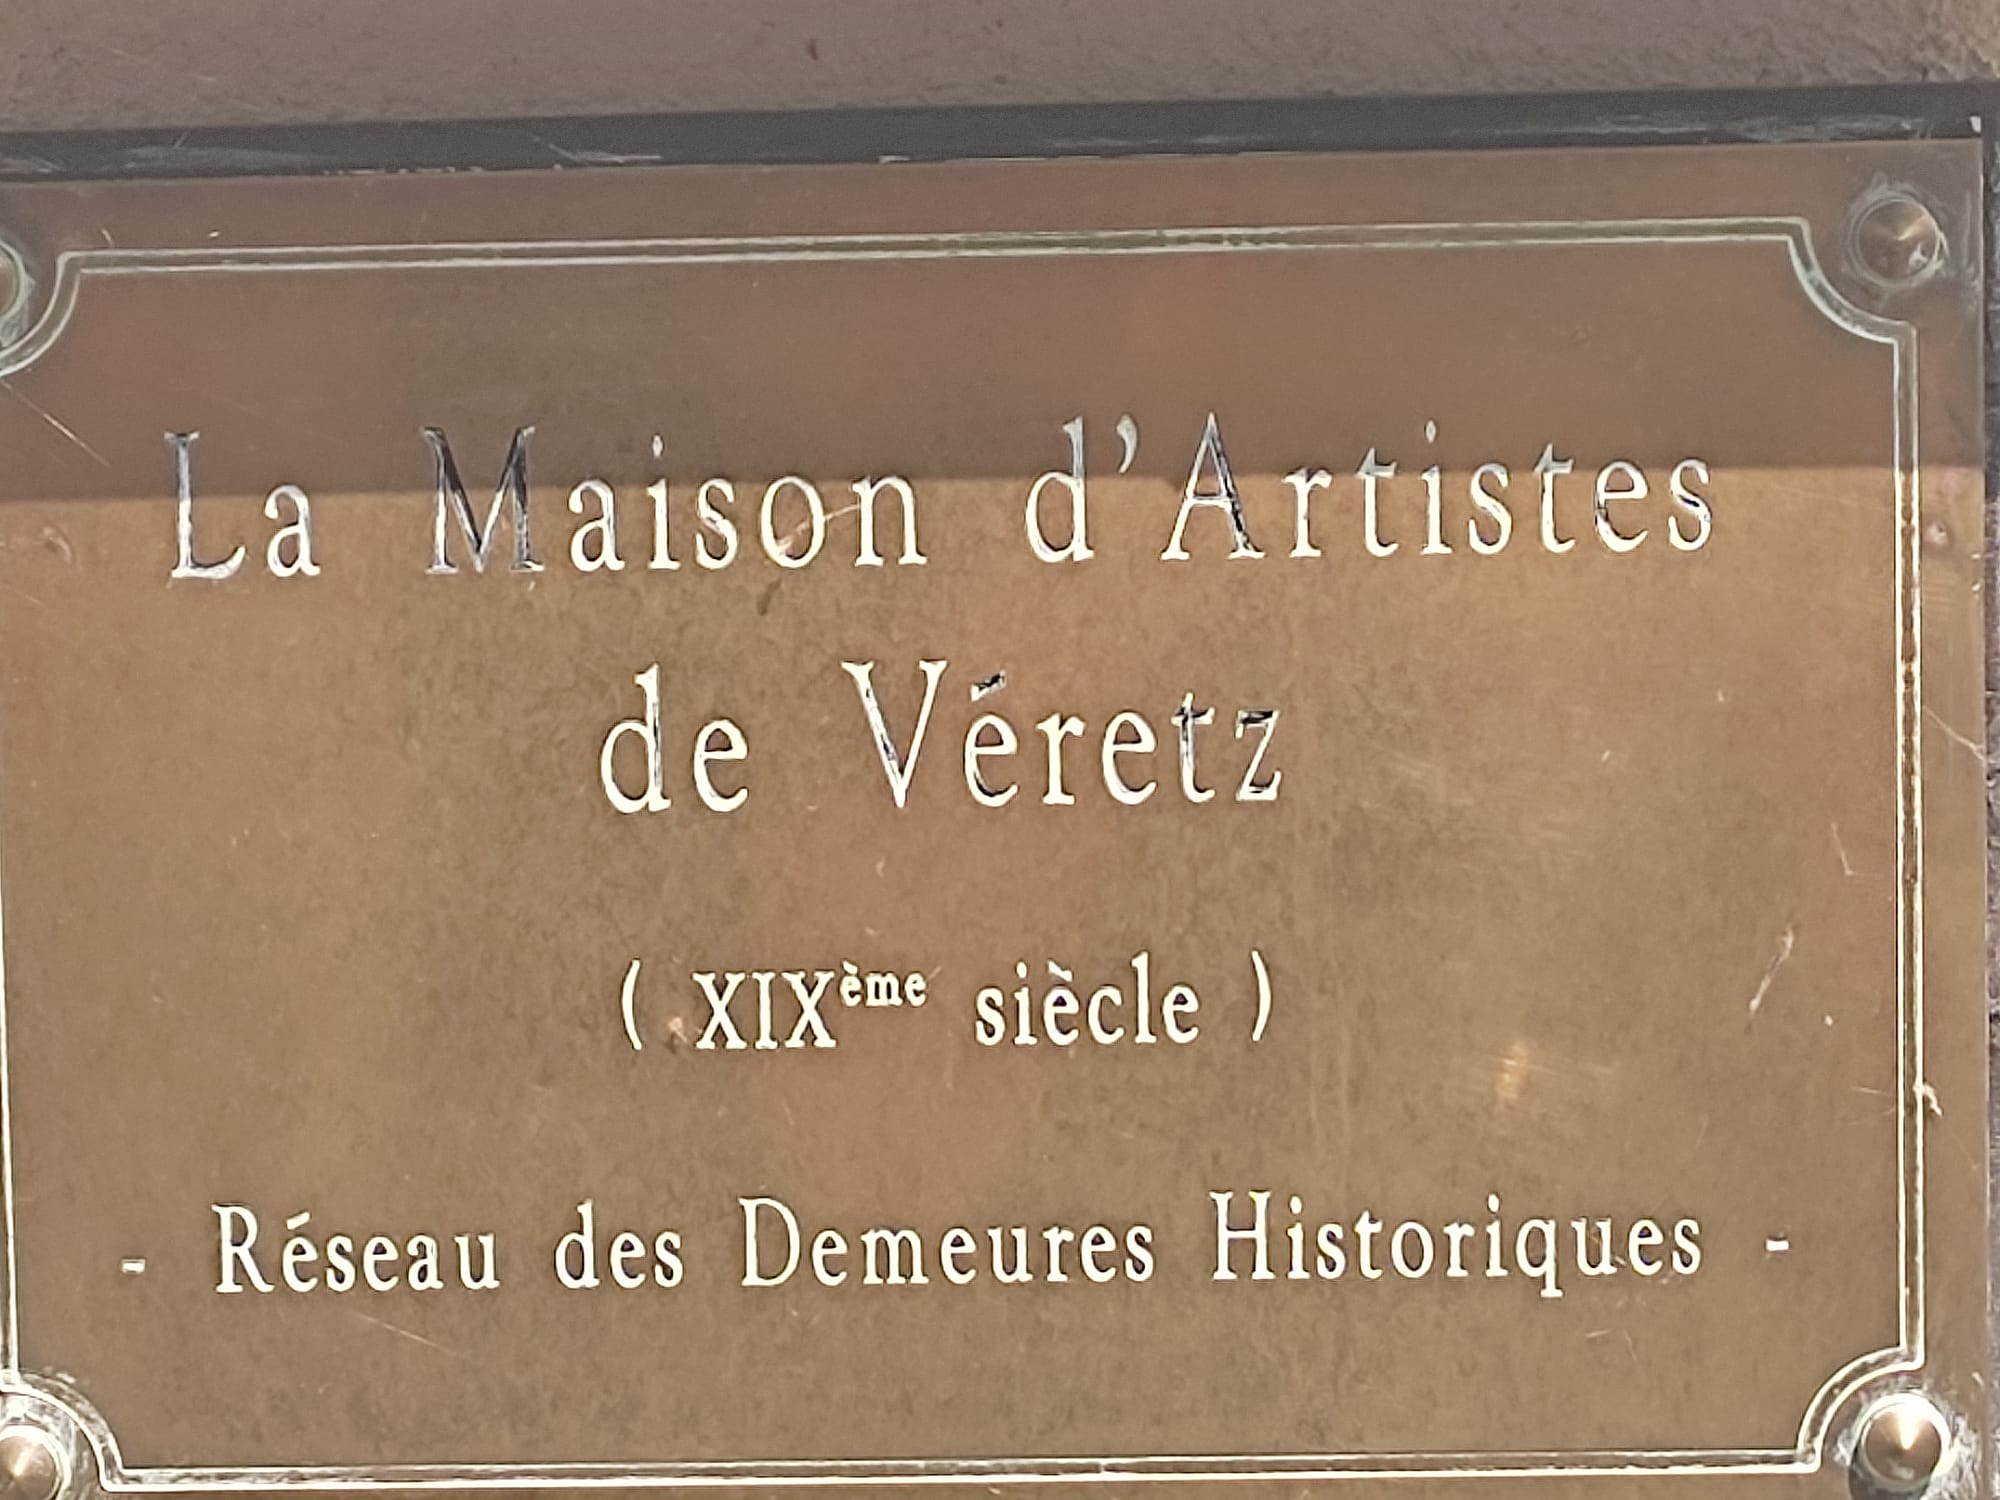 La Maison d'Artistes
de Véretz
( XIXème siècle )
- Réseau des Demeures Historiques -